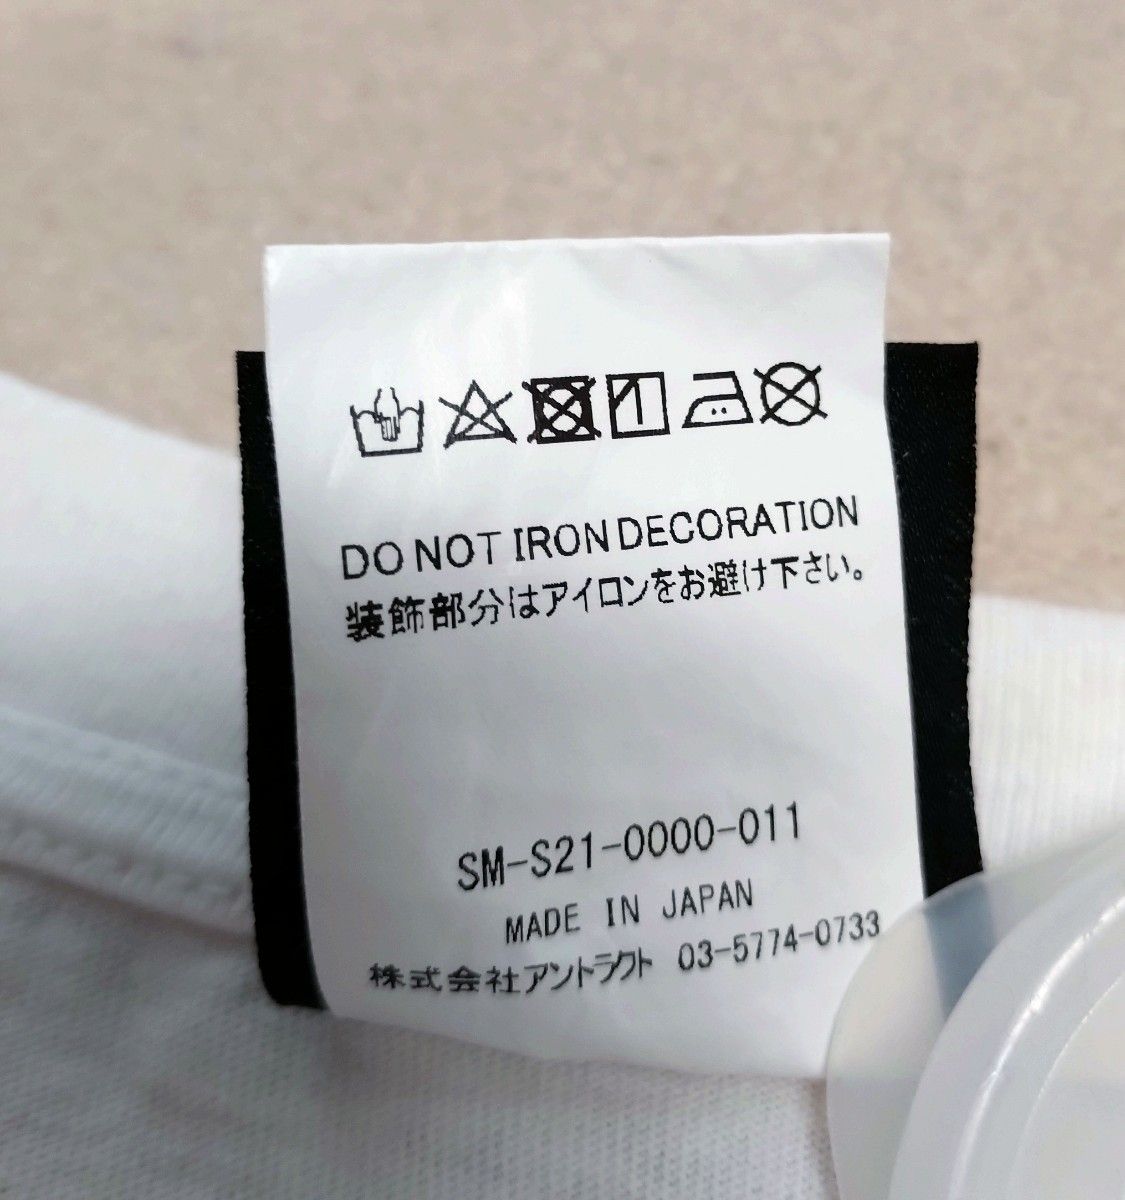 DO NOT IRON DECORATION
装飾部分はアイロンをお避け下さい。
SM-S21-0000-011
MADE IN JAPAN
株式会社アントラクト 03-5774-0733